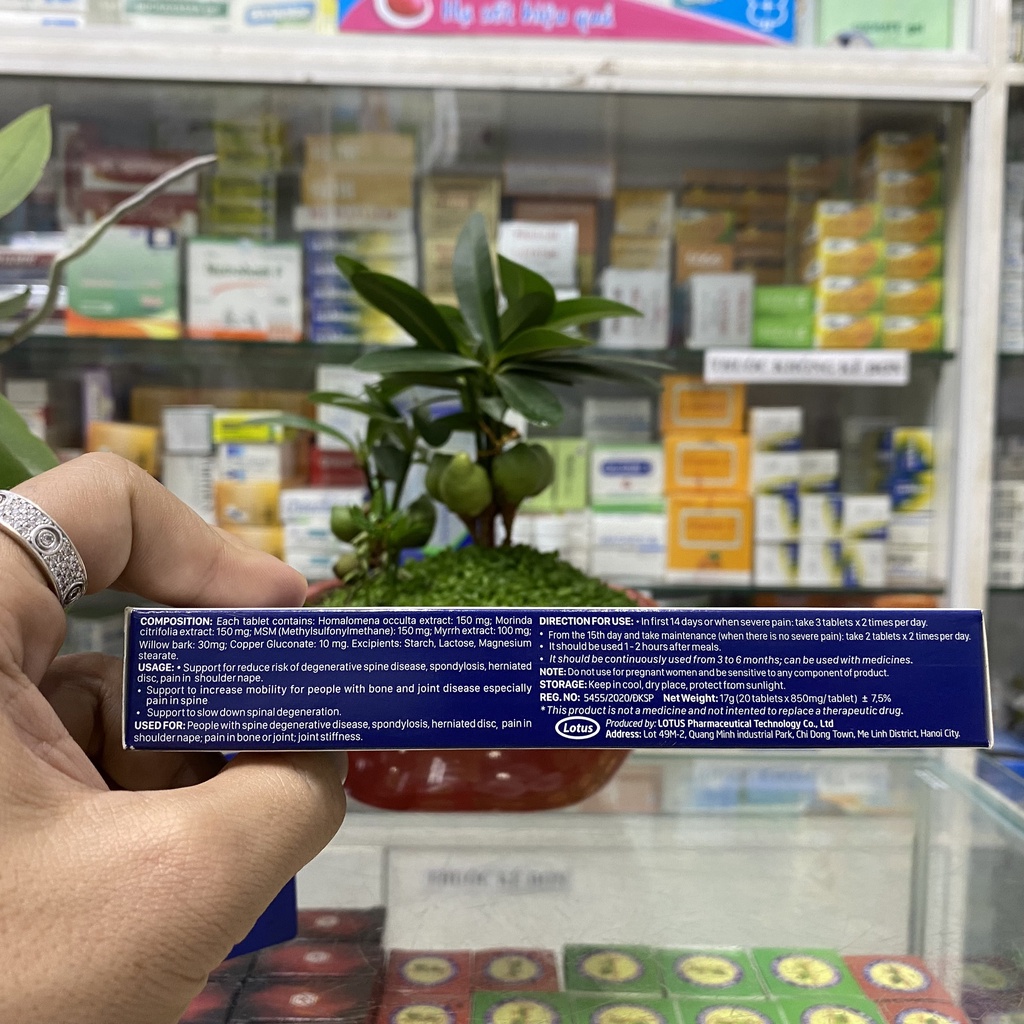 Hạ sốt hiệu quả
THUỐC KHÔNG KÊ ĐƠN
COMPOSITION: Each tablet contains: Homalomena occulta extract: 150 mg; Morinda
citrifolia extract: 150 mg; MSM (Methylsulfonylmethane): 150 mg; Myrrh extract: 100 mg;
Willow bark: 30mg; Copper Gluconate: 10 mg. Excipients: Starch, Lactose, Magnesium
stearate.
USAGE: • Support for reduce risk of degenerative spine disease, spondylosis, herniated
disc, pain in shoulder nape.
• Support to increase mobility for people with bone and joint disease especially
pain in spine
• Support to slow down spinal degeneration.
USED FOR: People with spine degenerative disease, spondylosis, herniated disc, pain in
shoulder nape; pain in bone or joint; joint stiffness.
DIRECTION FOR USE: • In first 14 days or when severe pain: take 3 tablets x 2 times per day.
• From the 15th day and take maintenance (when there is no severe pain): take 2 tablets x 2 times per day.
• It should be used 1 - 2 hours after meals.
• It should be continuously used from 3 to 6 months; can be used with medicines.
NOTE: Do not use for pregnant women and be sensitive to any component of product.
STORAGE: Keep in cool, dry place, protect from sunlight.
REG. NO: 5455/2020/ĐKSP Net Weight: 17g (20 tablets x 850mg/ tablet) ± 7,5%
*This product is not a medicine and not intended to replace a therapeutic drug.
Lotus
Produced by: LOTUS Pharmaceutical Technology Co., Ltd
Address: Lot 49M-2, Quang Minh industrial Park, Chi Dong Town, Me Linh District, Hanoi City.